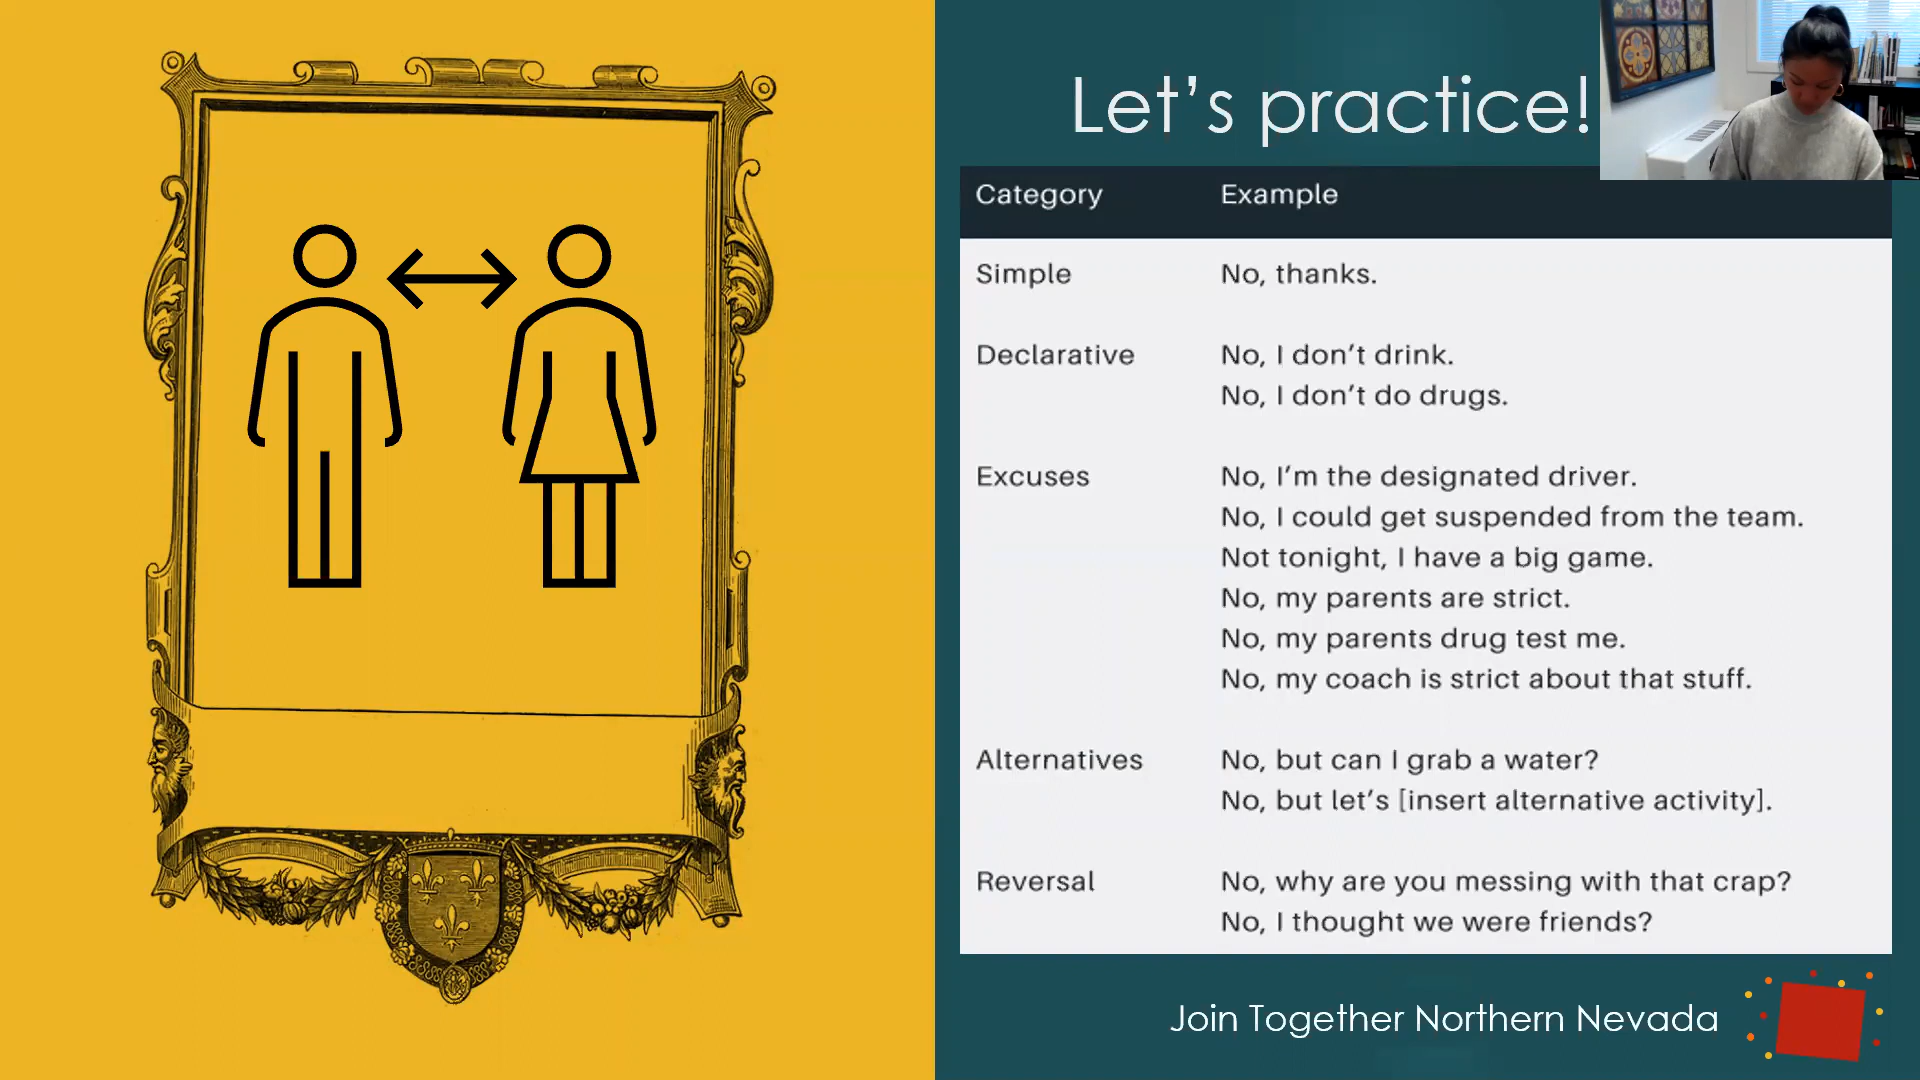 Let’s practice!
Category Example
Simple No, thanks.
Declarative No, I don’t drink.
No, I don’t do drugs.
Excuses No, I’m the designated driver.
No, I could get suspended from the team.
Not tonight, I have a big game.
No, my parents are strict.
No, my parents drug test me.
No, my coach is strict about that stuff.
Alternatives No, but can I grab a water?
No, but let’s [insert alternative activity].
Reversal No, why are you messing with that crap?
No, I thought we were friends?
Join Together Northern Nevada